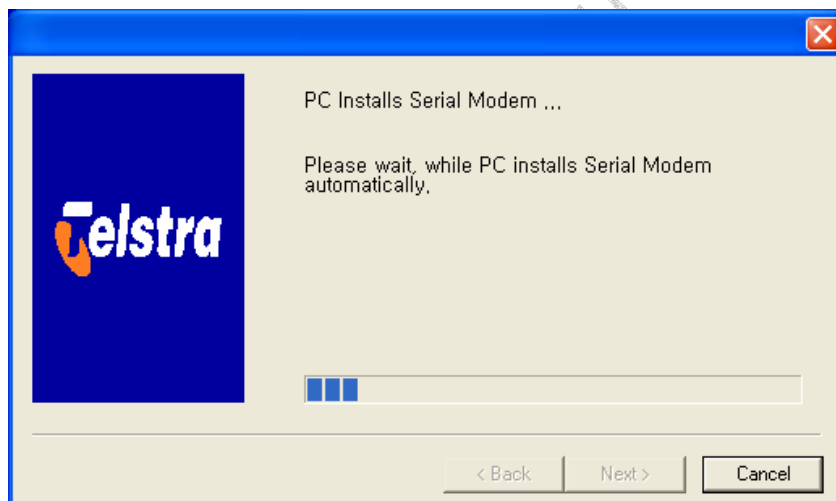 PC Installs Serial Modem ...
Please wait, while PC installs Serial Modem
automatically.
Telstra
< Back
Next >
Cancel